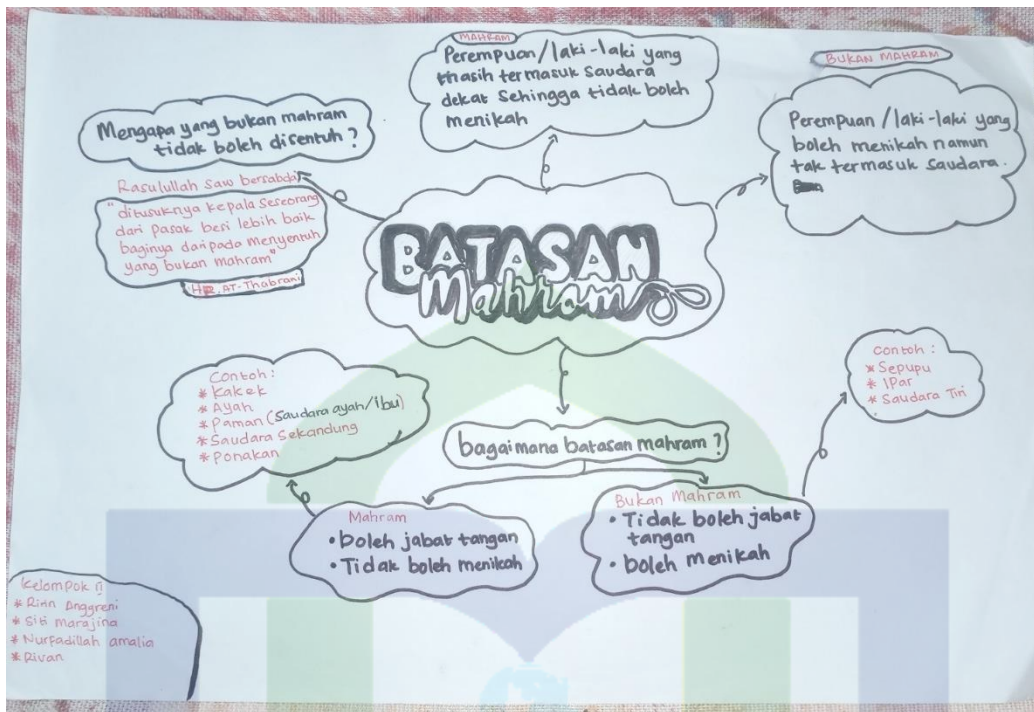 MAHRAM
Perempuan/laki-laki yang
thasih termasuk Saudara
dekat Sehingga tidak boleh
menikah
BUKAN MAHRAM
Perempuan/laki-laki yang
boleh menikah namun
tak termasuk saudara.
Mengapa yang bukan mahram
tidak boleh disentuh?
Rasulullah saw bersabda,
"ditusuknya kepala seseorang
dari pasak besi lebih baik
baginya daripada menyentuh
yang bukan mahram"
HR. AT-Thabrani
BATASAN
Mahram
bagaimana batasan mahram?
Mahram
• boleh jabat tangan
• Tidak boleh menikah
Contoh:
* Kakek
* Ayah
* Paman (Saudara ayah/ibu)
* Saudara Sekandung
* Ponakan
Bukan Mahram
• Tidak boleh jabat
tangan
• boleh menikah
Contoh:
* Sepupu
* IPar
* Saudara Tiri
Kelompok
* Ririn Anggreni
* Siti marajina
* Nurfadillah amalia
* Rivan